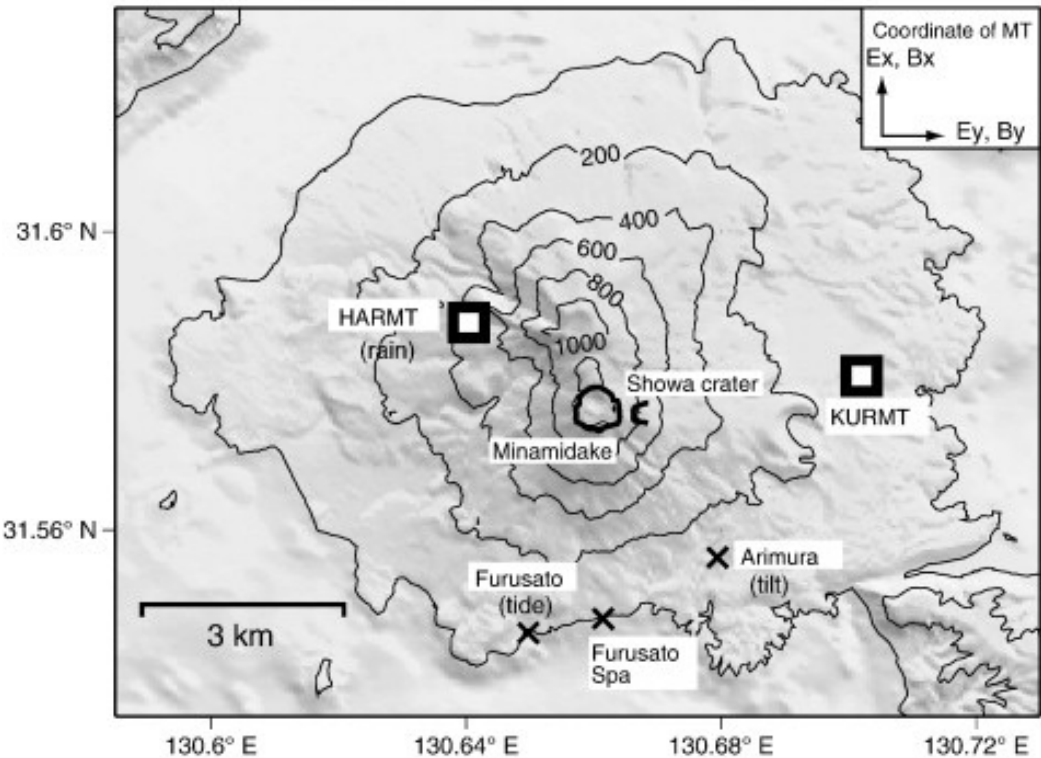 Coordinate of MT
Ex, Bx
Ey, By
200
31.6° N
400
600
800
HARMT
(rain)
1000
Showa crater
KURMT
Minamidake
31.56° N
Arimura
(tilt)
Furusato
(tide)
3 km
Furusato
Spa
130.6° E
130.64° E
130.68° E
130.72° E